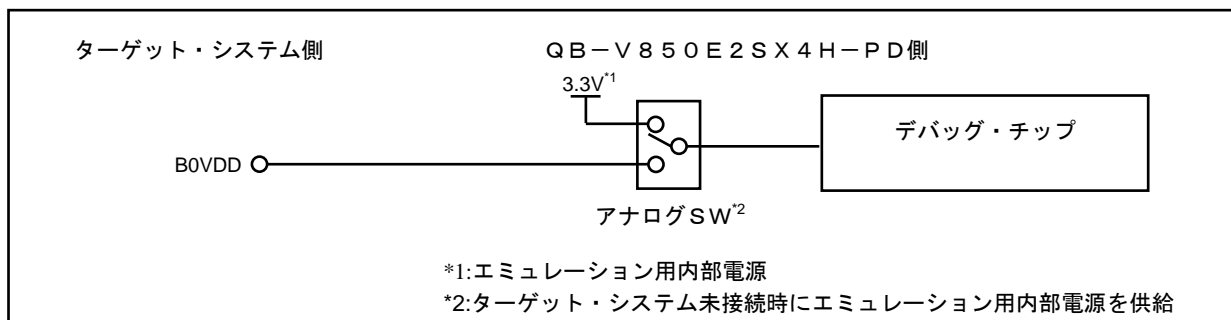 ターゲット・システム側
ＱＢ－Ｖ８５０Ｅ２ＳＸ４Ｈ－ＰＤ側
3.3V*1
デバッグ・チップ
B0VDD
アナログＳＷ*2
*1:エミュレーション用内部電源
*2:ターゲット・システム未接続時にエミュレーション用内部電源を供給